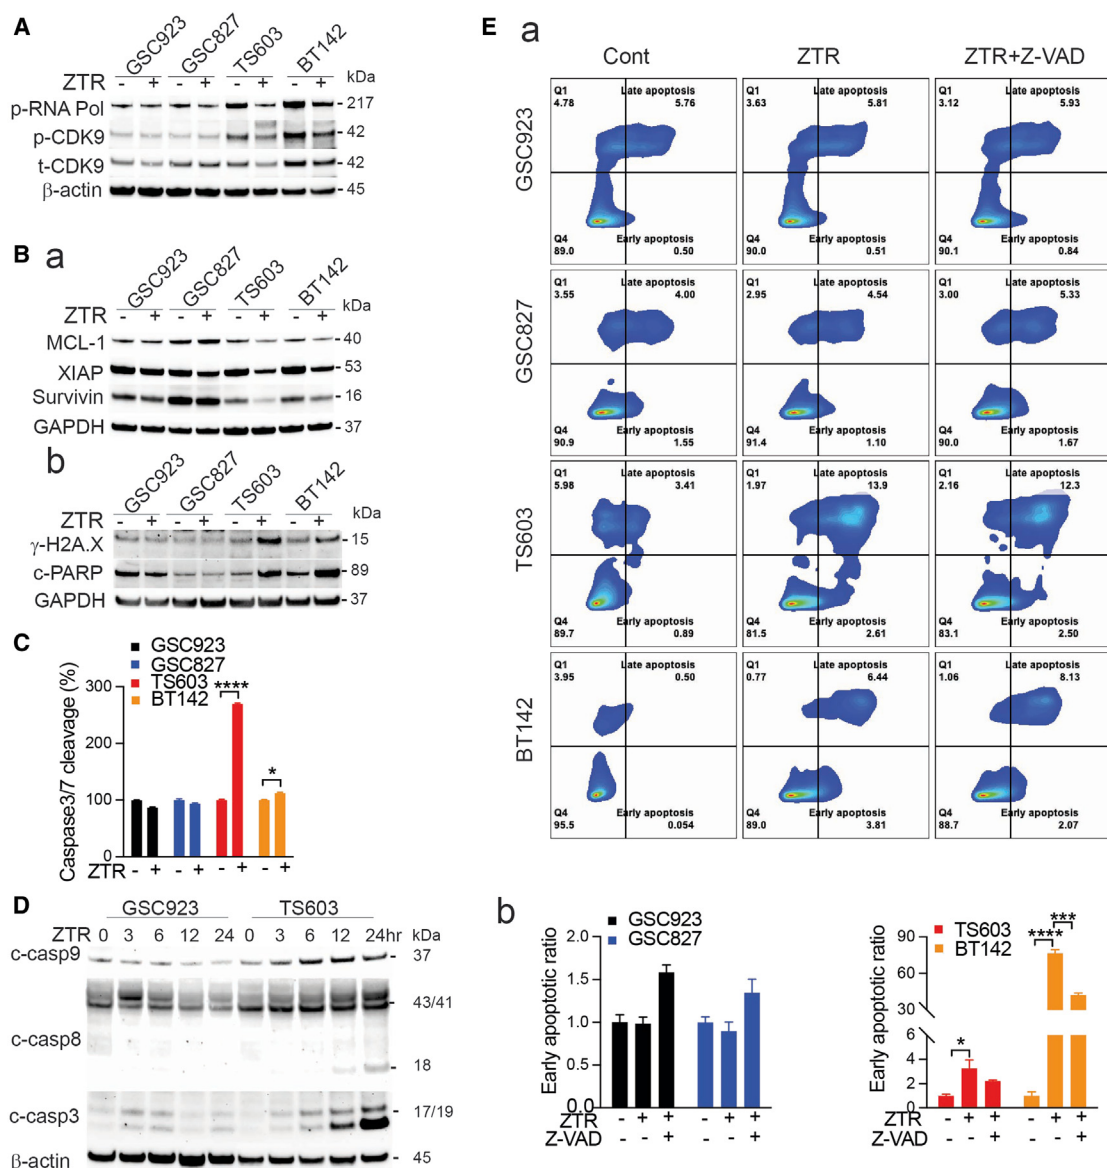 A
GSC923 GSC827 TS603 BT142
ZTR - + - + - + - + kDa
p-RNA Pol 217
p-CDK9 42
t-CDK9 42
β-actin 45
B a
GSC923 GSC827 TS603 BT142
ZTR - + - + - + - + kDa
MCL-1 40
XIAP 53
Survivin 16
GAPDH 37
b
GSC923 GSC827 TS603 BT142
ZTR - + - + - + - + kDa
γ-H2A.X 15
c-PARP 89
GAPDH 37
C
GSC923
GSC827
TS603
BT142
Caspase3/7 cleavage (%)
300
200
100
0
**** *
ZTR - + - + - + - +
D
GSC923 TS603
ZTR 0 3 6 12 24 0 3 6 12 24hr kDa
c-casp9 37
43/41
c-casp8
18
c-casp3 17/19
β-actin 45
E a
Cont ZTR ZTR+Z-VAD
GSC923
Q1 Late apoptosis Q1 Late apoptosis Q1 Late apoptosis
4.78 5.76 3.63 5.81 3.12 5.93
Q4 Early apoptosis Q4 Early apoptosis Q4 Early apoptosis
89.0 0.50 90.0 0.51 90.1 0.84
GSC827
Q1 Late apoptosis Q1 Late apoptosis Q1 Late apoptosis
3.55 4.00 2.95 4.54 3.00 5.33
Q4 Early apoptosis Q4 Early apoptosis Q4 Early apoptosis
90.9 1.55 91.4 1.10 90.0 1.67
TS603
Q1 Late apoptosis Q1 Late apoptosis Q1 Late apoptosis
5.98 3.41 1.97 13.9 2.16 12.3
Q4 Early apoptosis Q4 Early apoptosis Q4 Early apoptosis
89.7 0.89 81.5 2.61 83.1 2.50
BT142
Q1 Late apoptosis Q1 Late apoptosis Q1 Late apoptosis
3.95 0.50 0.77 6.44 1.06 8.13
Q4 Early apoptosis Q4 Early apoptosis Q4 Early apoptosis
95.5 0.054 89.0 3.81 88.7 2.07
b
GSC923
GSC827
Early apoptotic ratio
2.0
1.5
1.0
0.5
0.0
ZTR - + + - + +
Z-VAD - - + - - +
TS603
BT142
Early apoptotic ratio
90
60
30
6
4
2
0
* **** ***
ZTR - + + - + +
Z-VAD - - + - - +